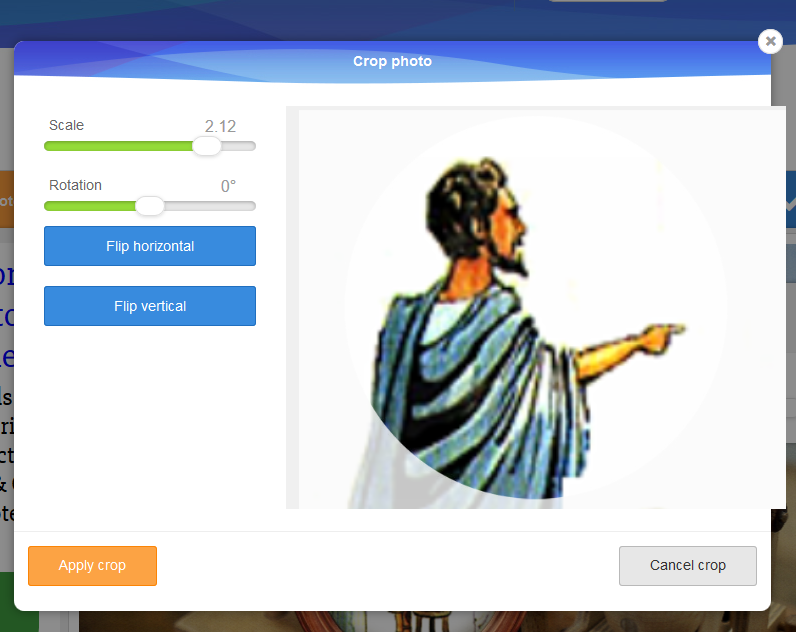 Crop photo
Scale
2.12
Rotation
0°
Flip horizontal
Flip vertical
Apply crop
Cancel crop